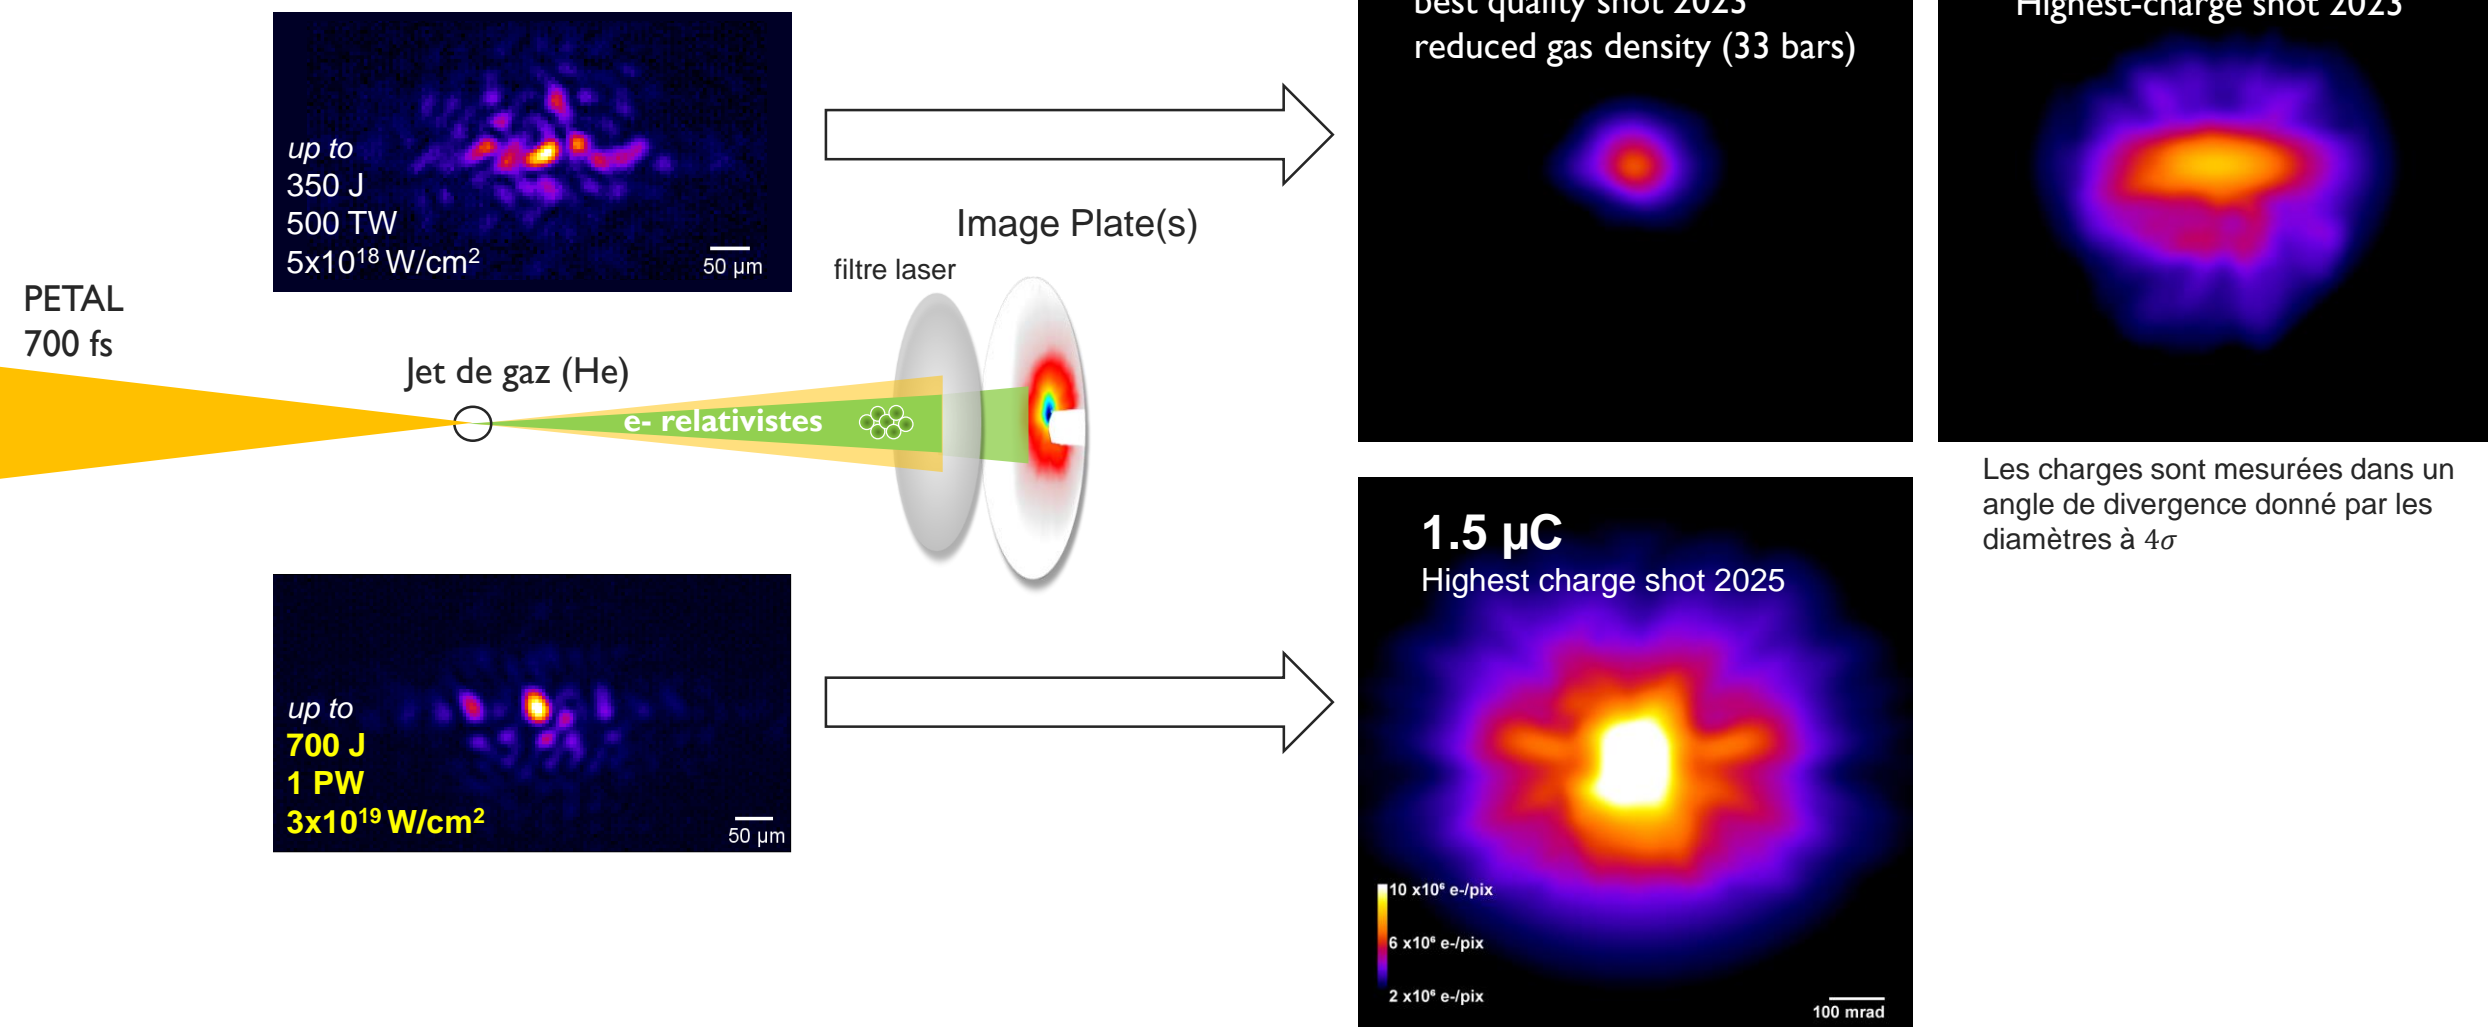 best quality shot 2023
reduced gas density (33 bars)
Highest-charge shot 2023
up to
350 J
500 TW
5x10¹⁸ W/cm²
50 µm
Image Plate(s)
filtre laser
PETAL
700 fs
Jet de gaz (He)
e- relativistes
Les charges sont mesurées dans un
angle de divergence donné par les
diamètres à 4σ
1.5 µC
Highest charge shot 2025
up to
700 J
1 PW
3x10¹⁹ W/cm²
50 µm
10 x10⁶ e-/pix
6 x10⁶ e-/pix
2 x10⁶ e-/pix
100 mrad